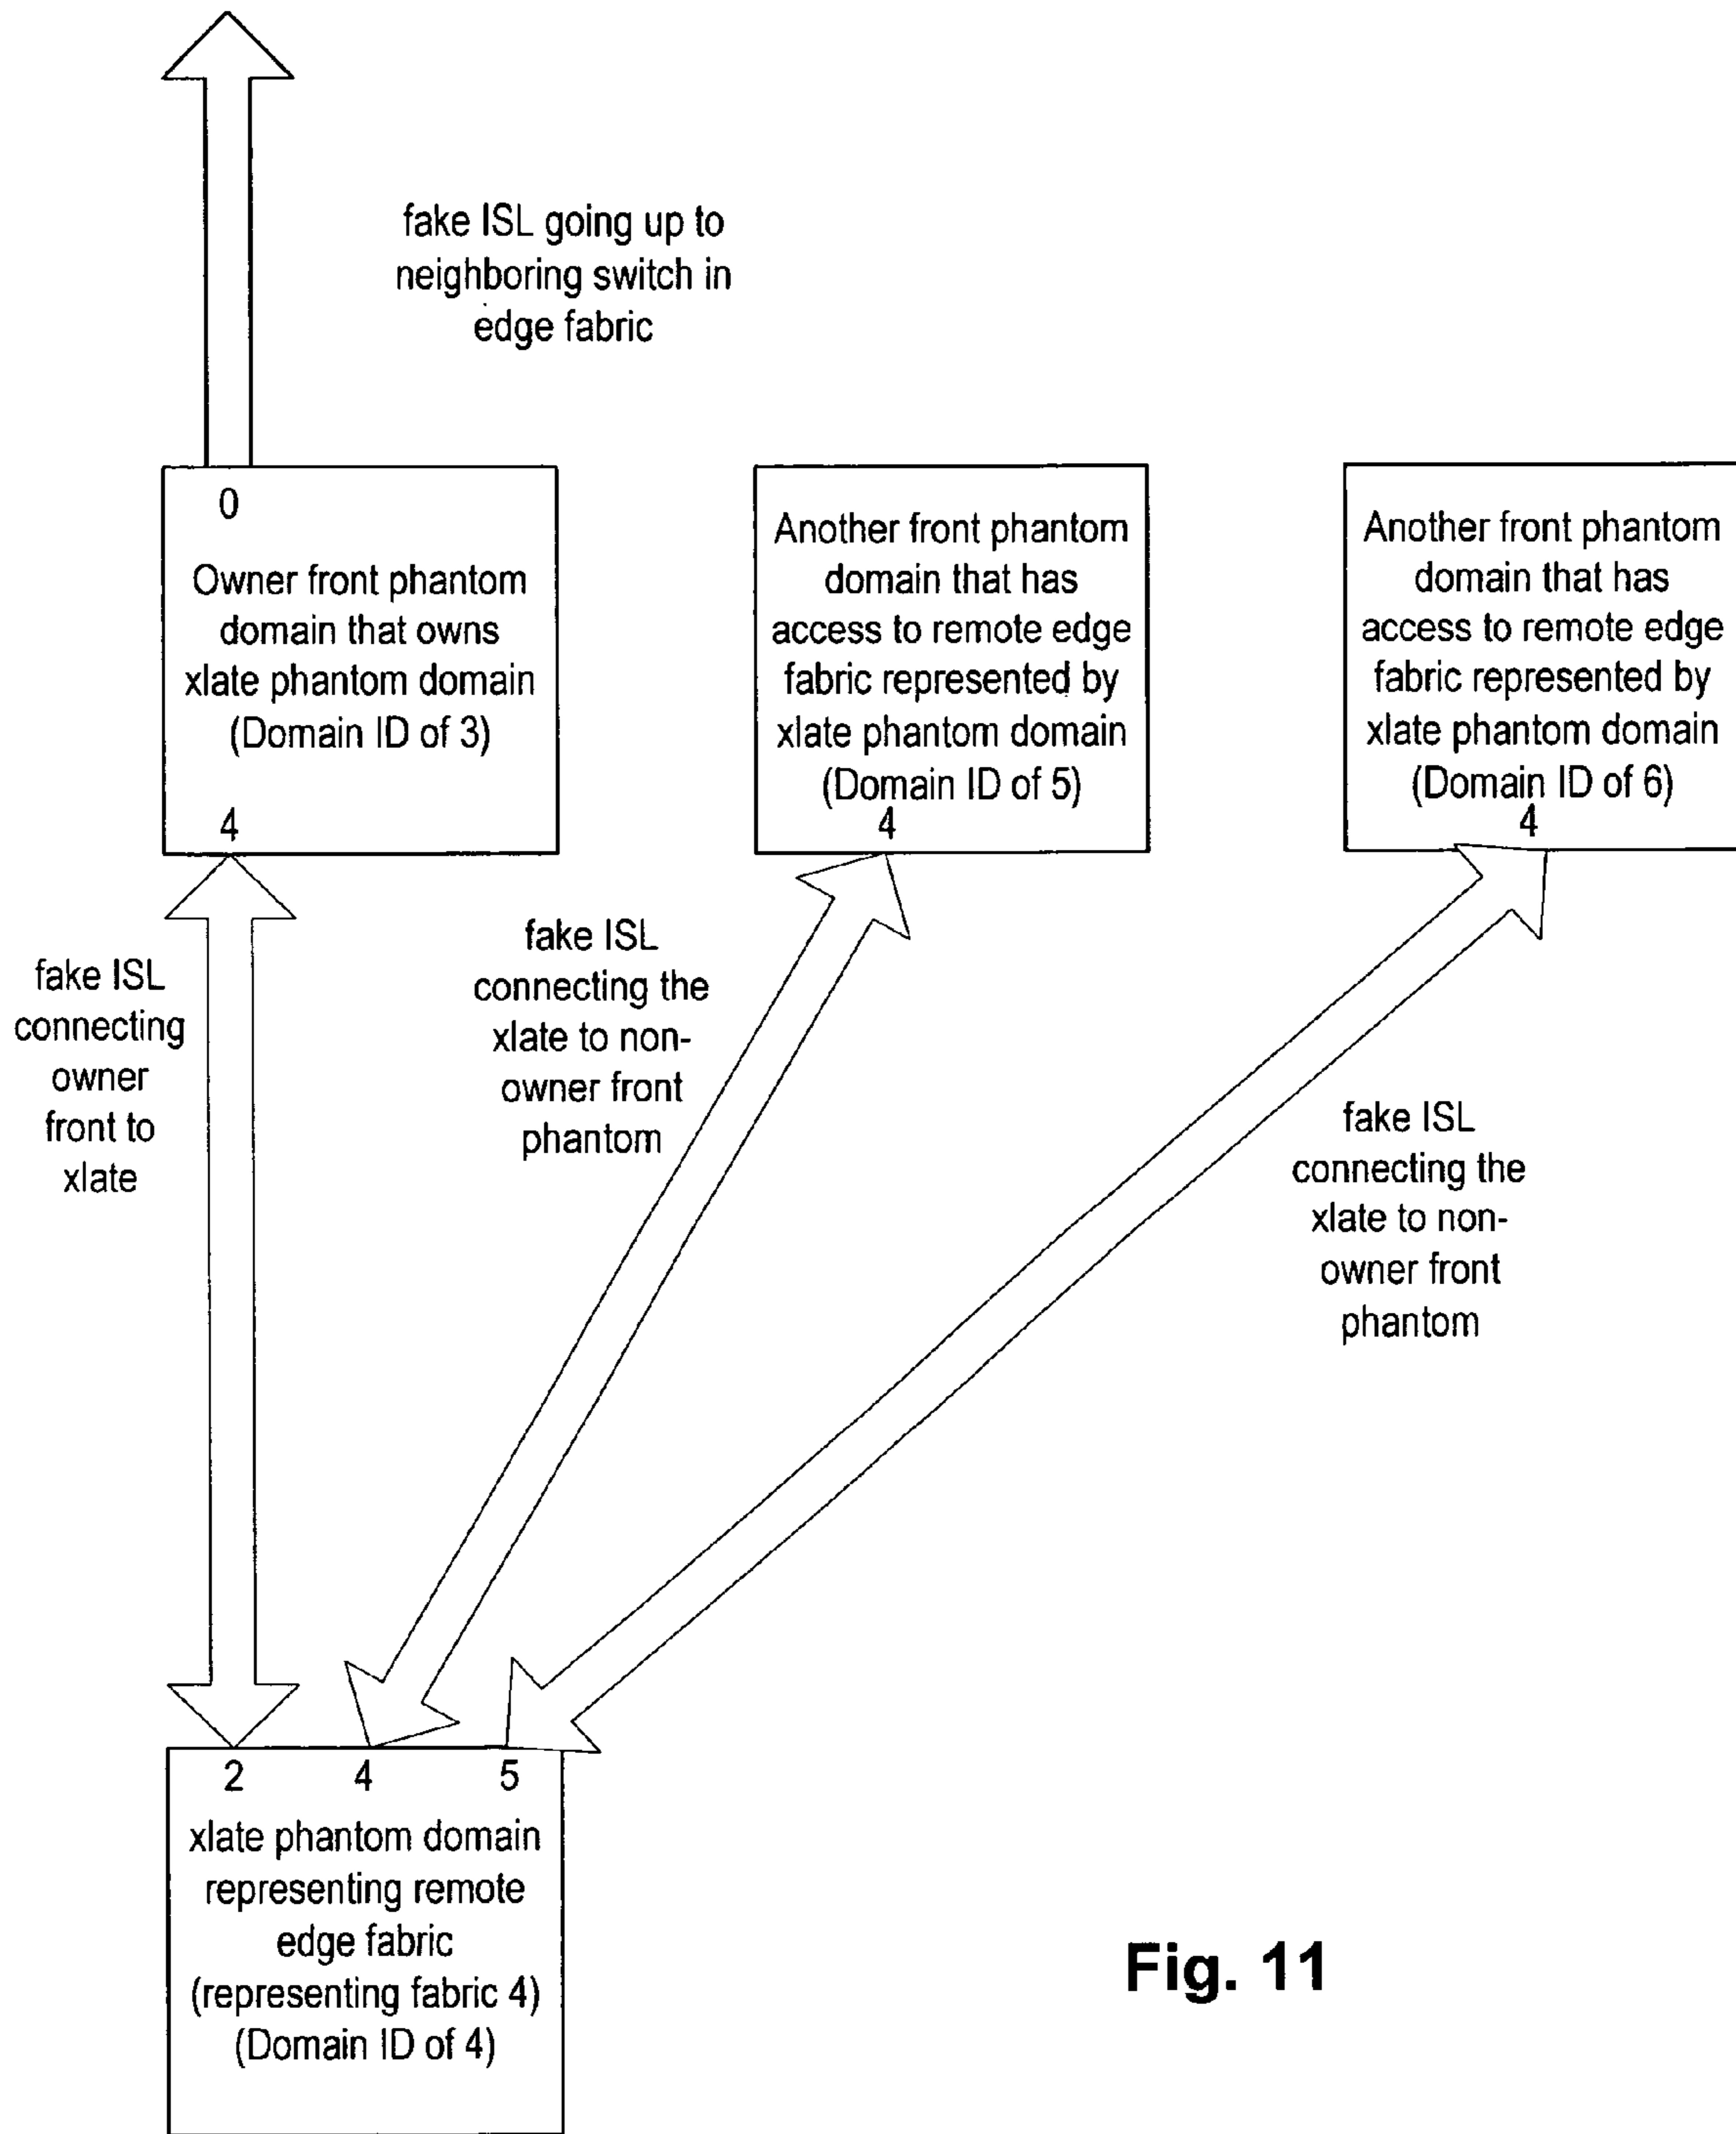 fake ISL going up to
neighboring switch in
edge fabric
0
Owner front phantom
domain that owns
xlate phantom domain
(Domain ID of 3)
4
Another front phantom
domain that has
access to remote edge
fabric represented by
xlate phantom domain
(Domain ID of 5)
4
Another front phantom
domain that has
access to remote edge
fabric represented by
xlate phantom domain
(Domain ID of 6)
4
fake ISL
connecting
owner
front to
xlate
fake ISL
connecting the
xlate to non-
owner front
phantom
fake ISL
connecting the
xlate to non-
owner front
phantom
2 4 5
xlate phantom domain
representing remote
edge fabric
(representing fabric 4)
(Domain ID of 4)
Fig. 11